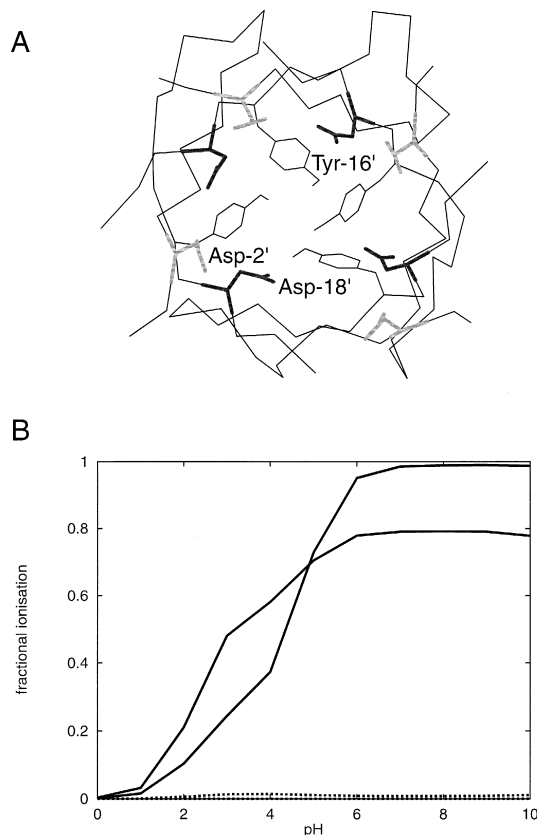 A
Tyr-16'
Asp-2'
Asp-18'
B
1
0.8
0.6
0.4
0.2
0
fractional ionisation
0 2 4 6 8 10
pH